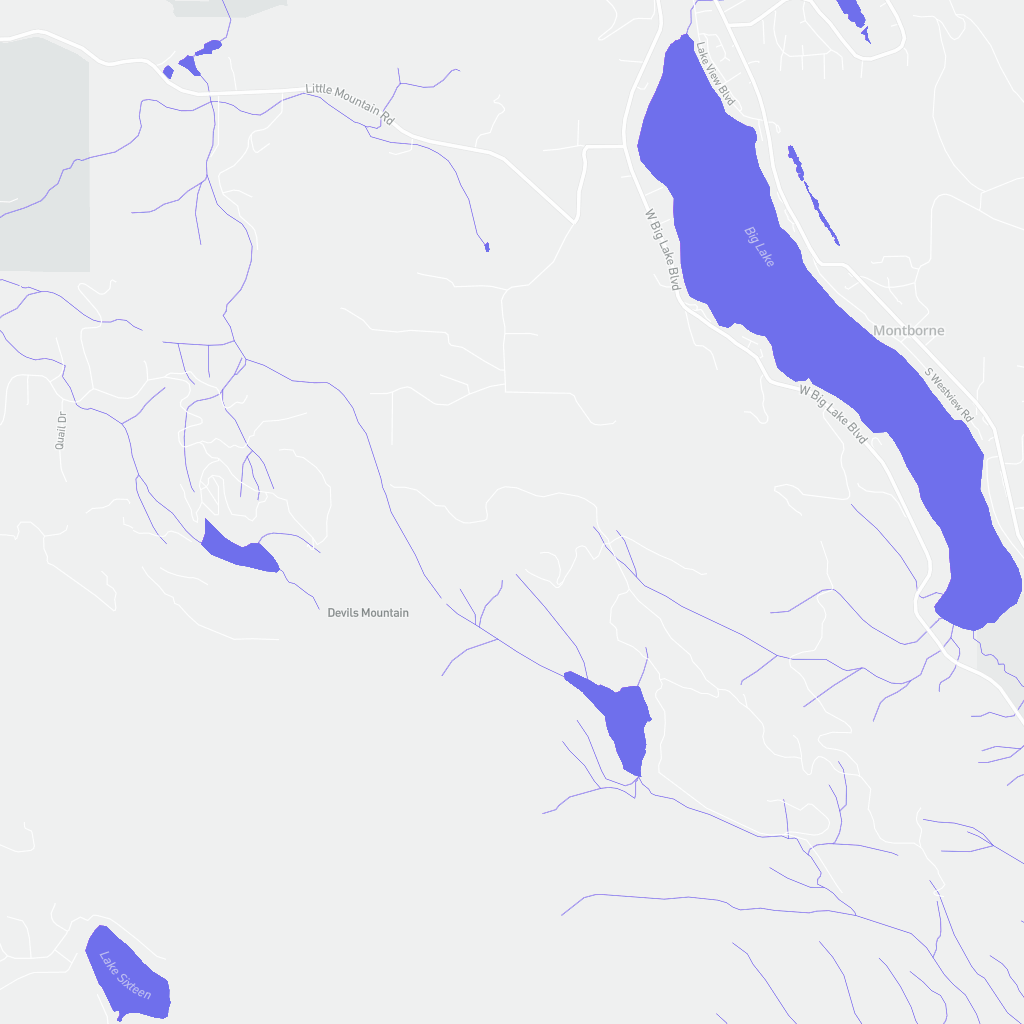 Lake View Blvd
Little Mountain Rd
W Big Lake Blvd
Big Lake
Montborne
S Westview Rd
W Big Lake Blvd
Quail Dr
Devils Mountain
Lake Sixteen